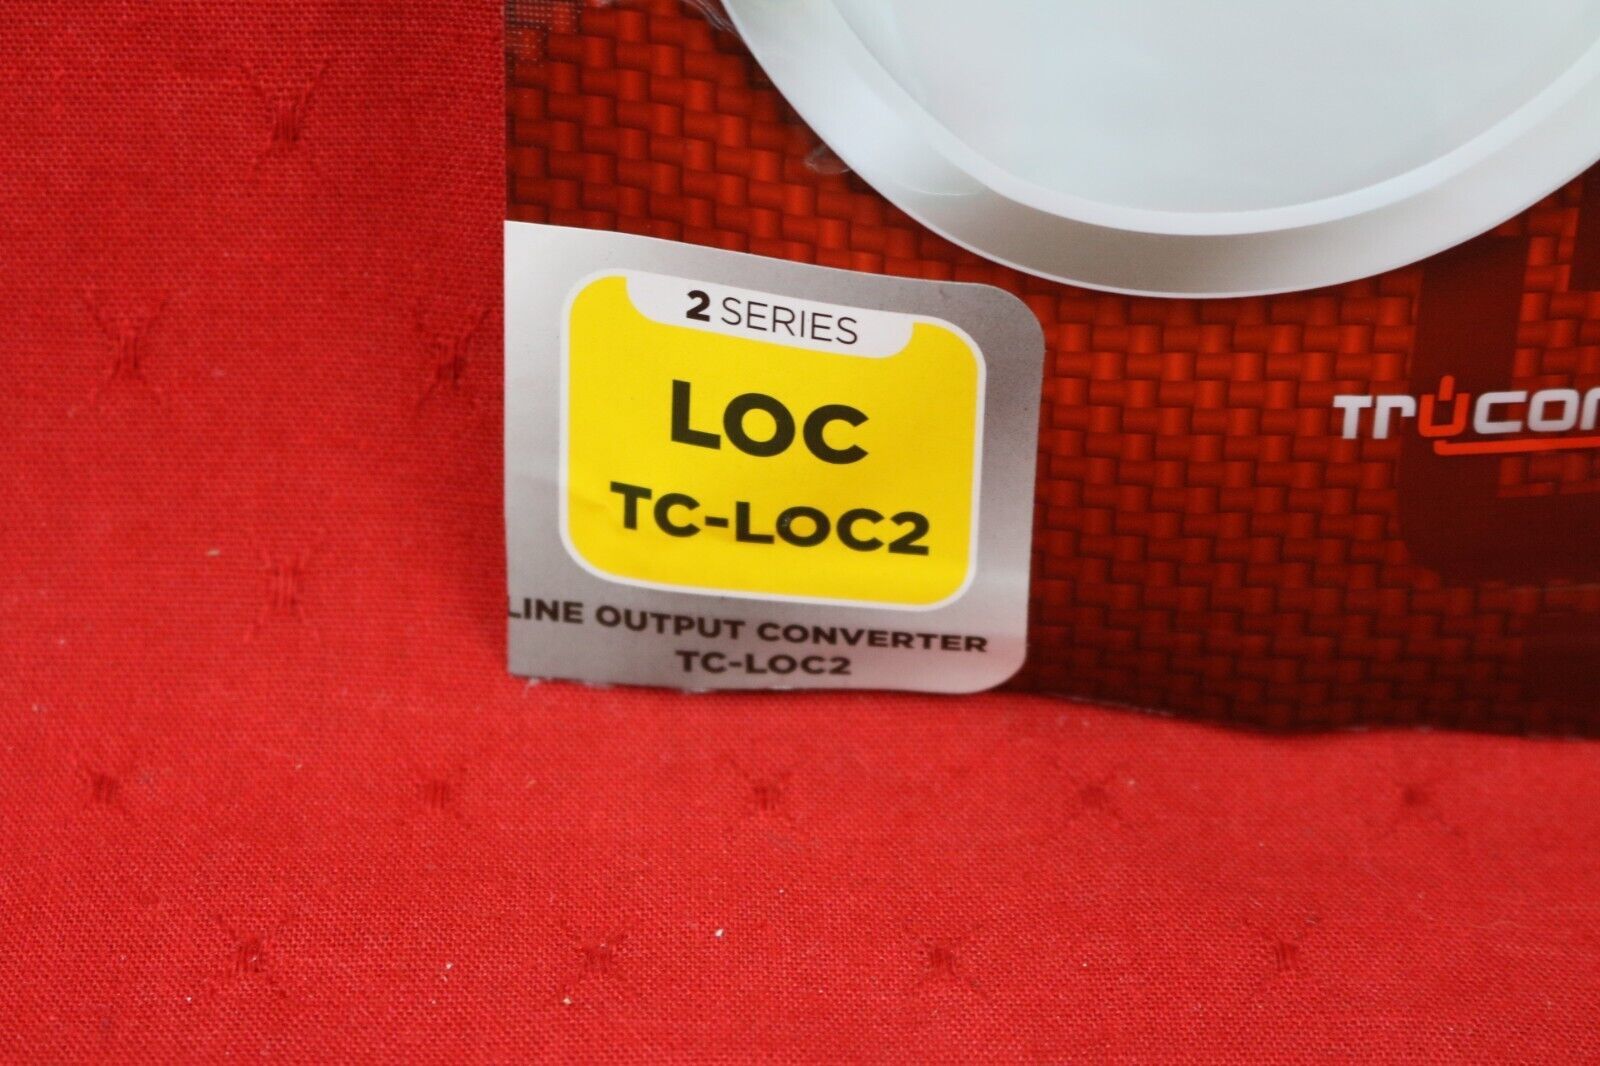 2 SERIES
LOC
TC-LOC2
LINE OUTPUT CONVERTER
TC-LOC2